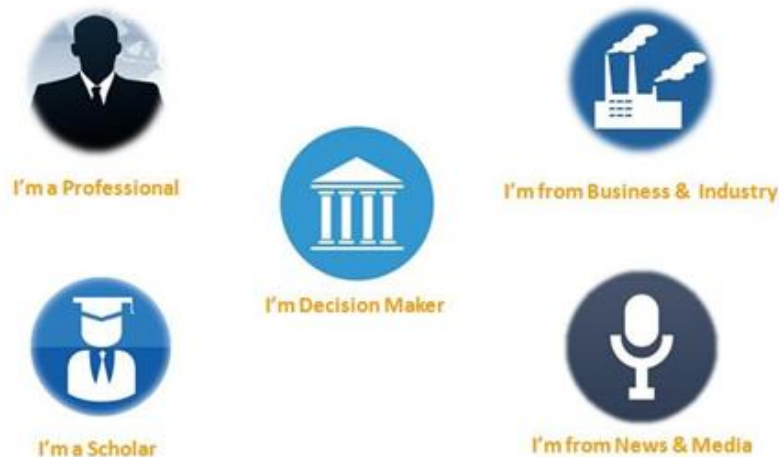 I'm a Professional
I'm from Business & Industry
I'm Decision Maker
I'm a Scholar
I'm from News & Media